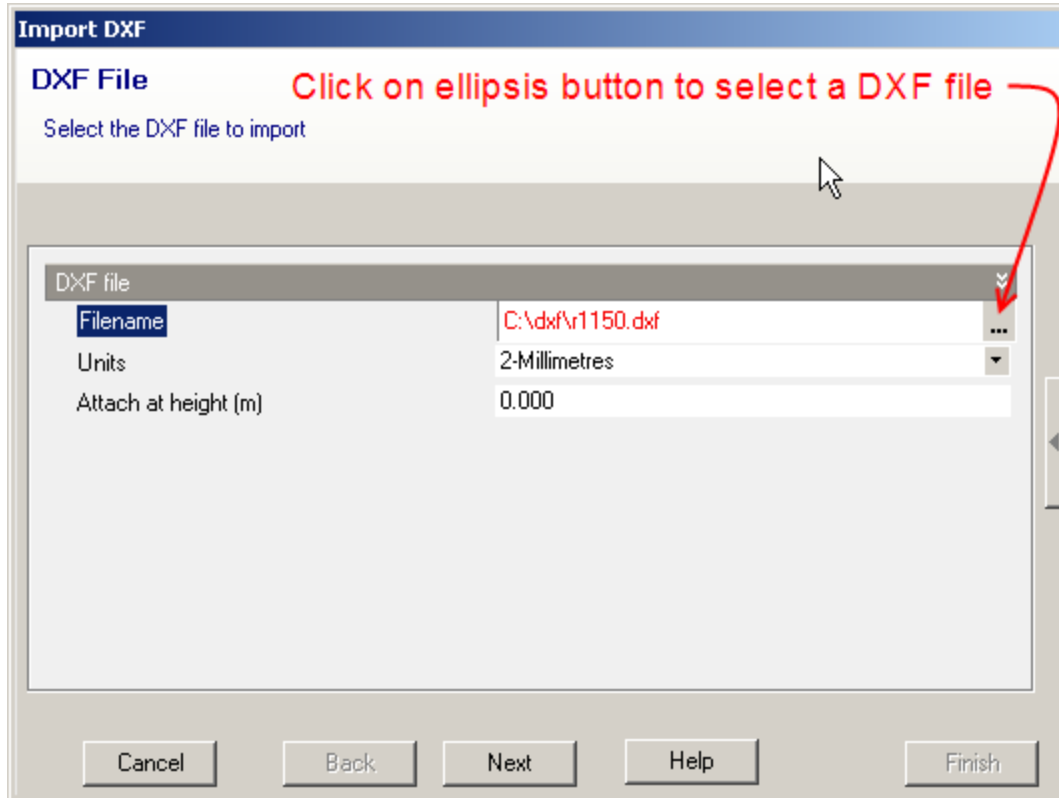 Import DXF
DXF File
Click on ellipsis button to select a DXF file
Select the DXF file to import
DXF file
Filename C:\dxf\r1150.dxf ...
Units 2-Millimetres
Attach at height (m) 0.000
Cancel Back Next Help Finish